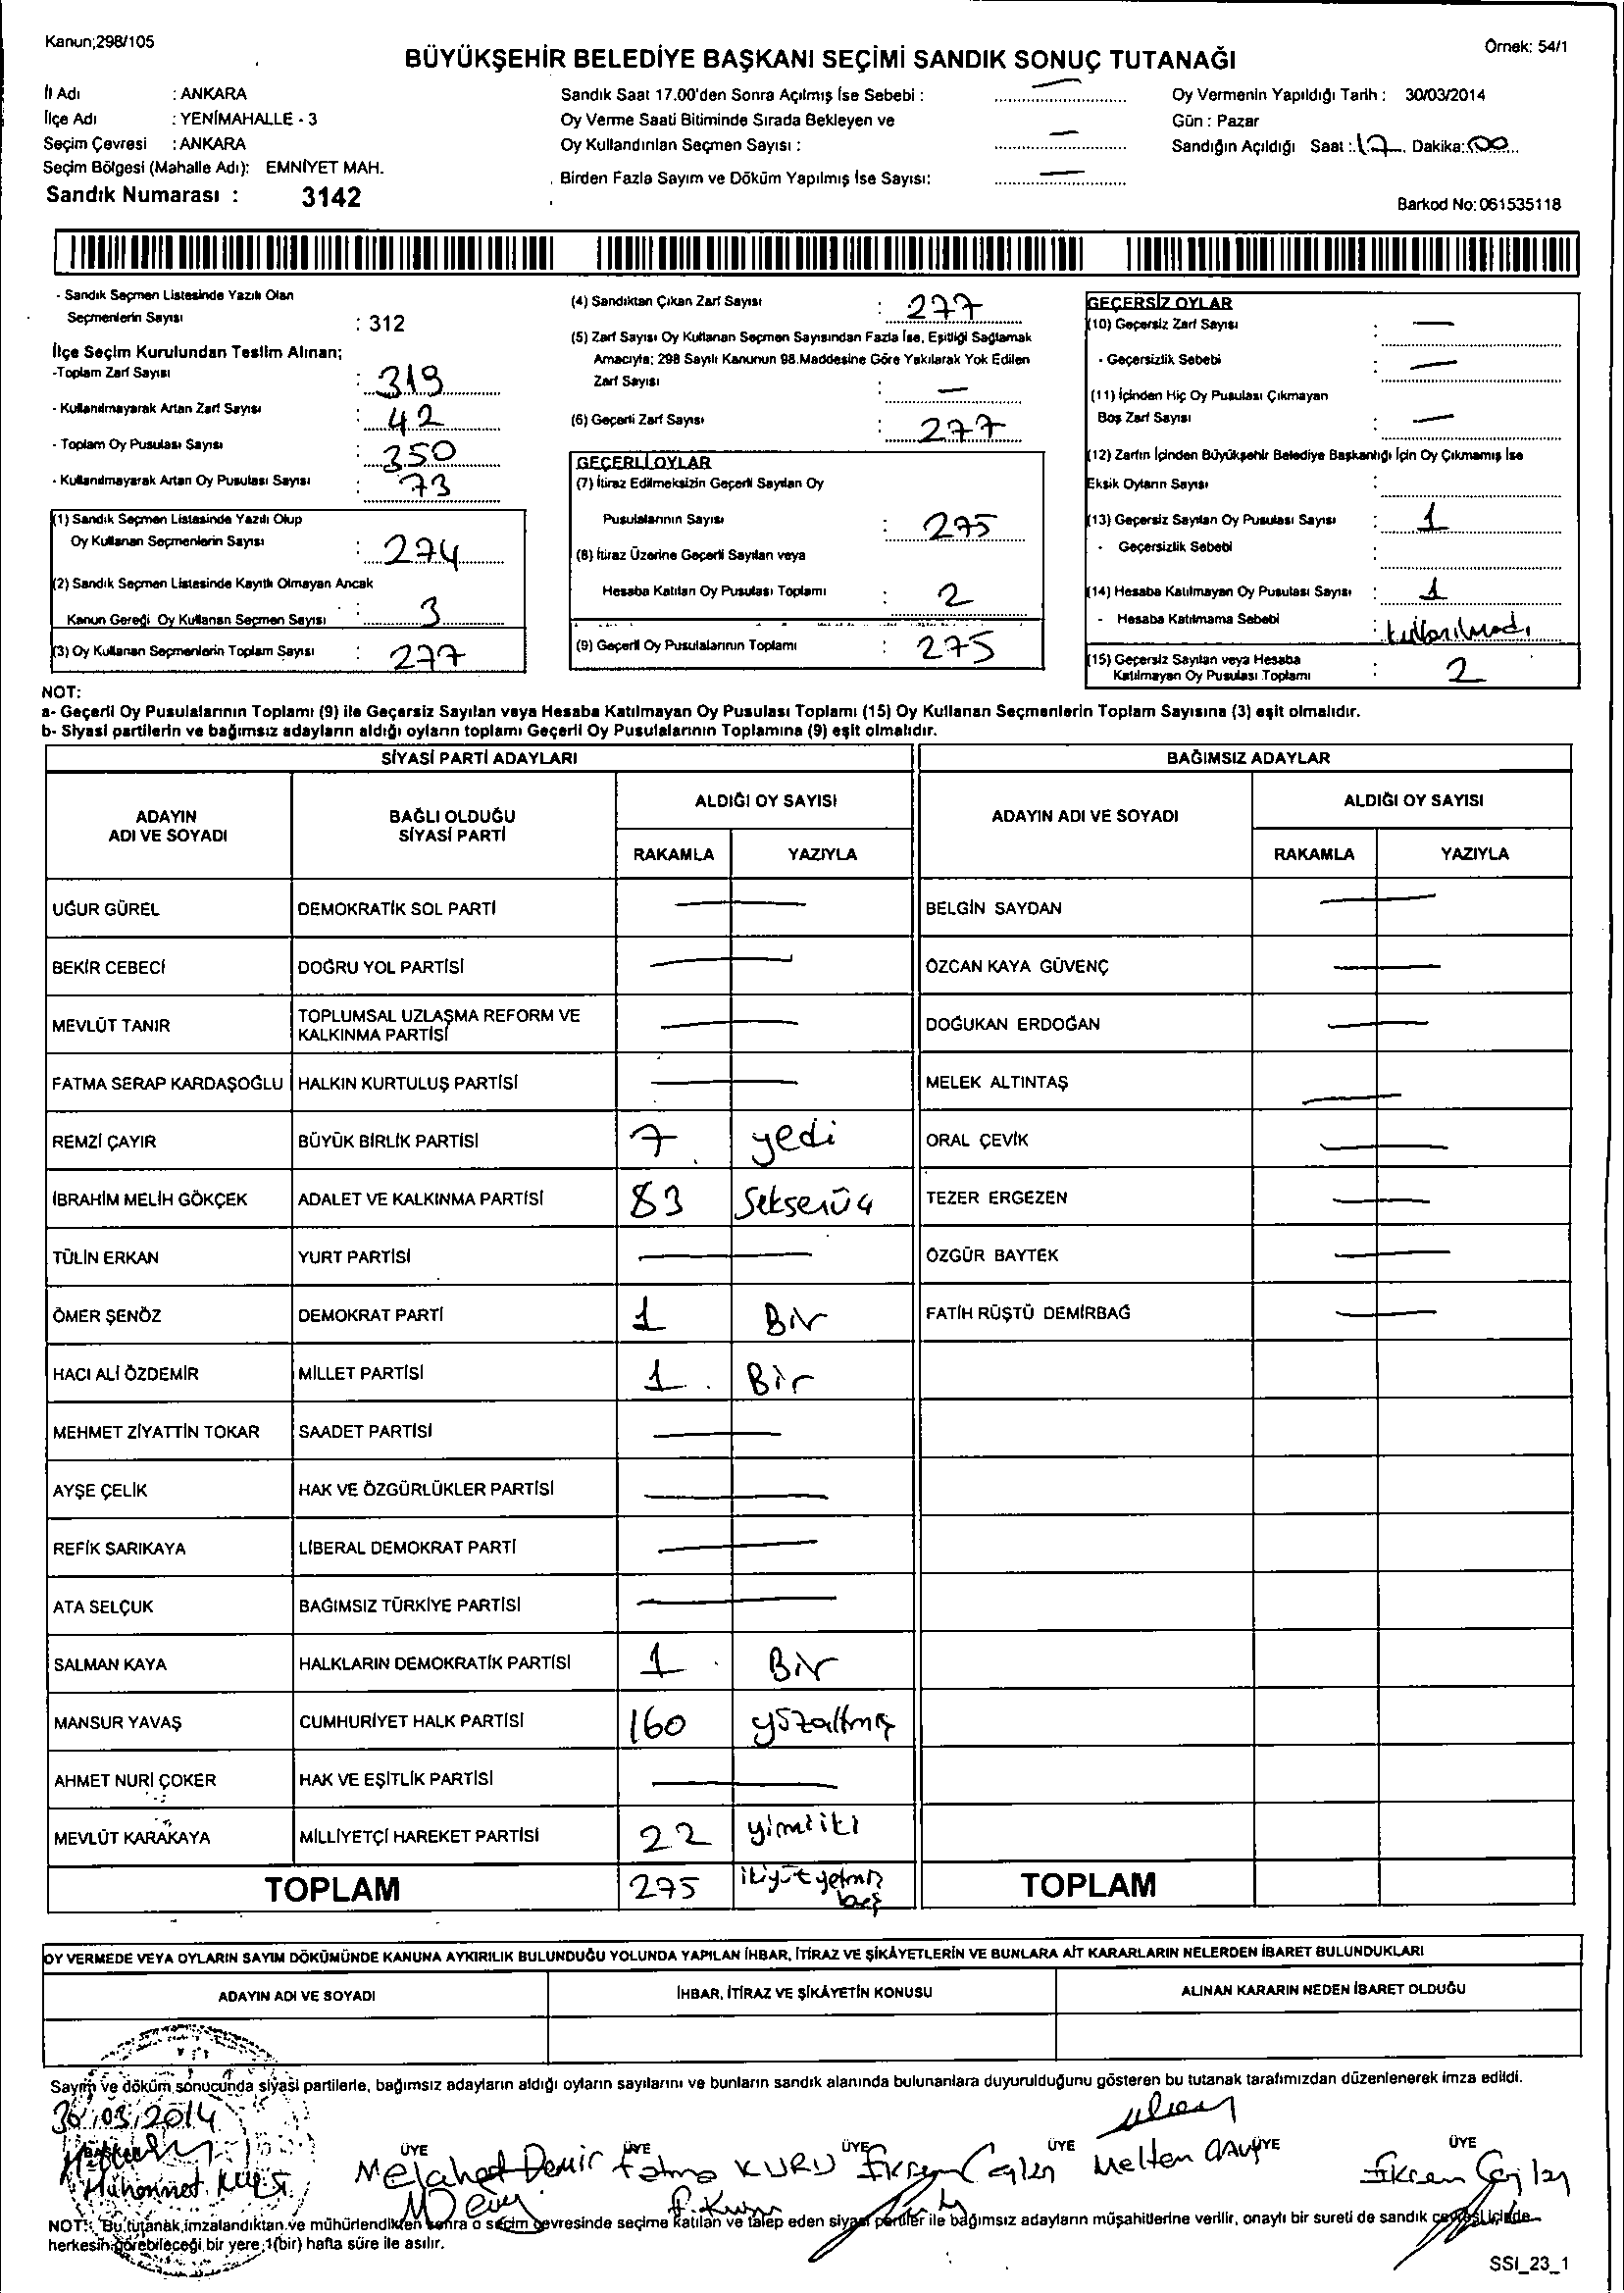 Kanun;298/105
Örnek: 54/1
BÜYÜKŞEHİR BELEDİYE BAŞKANI SEÇİMİ SANDIK SONUÇ TUTANAĞI
İl Adı : ANKARA
İlçe Adı : YENİMAHALLE - 3
Seçim Çevresi : ANKARA
Seçim Bölgesi (Mahalle Adı): EMNİYET MAH.
Sandık Numarası : 3142
Sandık Saat 17.00'den Sonra Açılmış İse Sebebi : —
Oy Verme Saati Bitiminde Sırada Bekleyen ve
Oy Kullandırılan Seçmen Sayısı : —
Birden Fazla Sayım ve Döküm Yapılmış İse Sayısı: —
Oy Vermenin Yapıldığı Tarih : 30/03/2014
Gün : Pazar
Sandığın Açıldığı Saat : 17 Dakika: 00
Barkod No: 061535118
- Sandık Seçmen Listesinde Yazılı Olan
Seçmenlerin Sayısı : 312
İlçe Seçim Kurulundan Teslim Alınan;
-Toplam Zarf Sayısı : 319
- Kullanılmayarak Artan Zarf Sayısı : 42
- Toplam Oy Pusulası Sayısı : 350
- Kullanılmayarak Artan Oy Pusulası Sayısı : 73
(1) Sandık Seçmen Listesinde Yazılı Olup
Oy Kullanan Seçmenlerin Sayısı : 274
(2) Sandık Seçmen Listesinde Kayıtlı Olmayan Ancak
Kanun Gereği Oy Kullanan Seçmen Sayısı : 3
(3) Oy Kullanan Seçmenlerin Toplam Sayısı : 277
(4) Sandıktan Çıkan Zarf Sayısı : 277
(5) Zarf Sayısı Oy Kullanan Seçmen Sayısından Fazla İse, Eşitliği Sağlamak
Amacıyla; 298 Sayılı Kanunun 98.Maddesine Göre Yakılarak Yok Edilen
Zarf Sayısı : —
(6) Geçerli Zarf Sayısı : 277
GEÇERLİ OYLAR
(7) İtiraz Edilmeksizin Geçerli Sayılan Oy
Pusulalarının Sayısı : 275
(8) İtiraz Üzerine Geçerli Sayılan veya
Hesaba Katılan Oy Pusulası Toplamı : 2
(9) Geçerli Oy Pusulalarının Toplamı : 275
GEÇERSİZ OYLAR
(10) Geçersiz Zarf Sayısı : —
- Geçersizlik Sebebi : —
(11) İçinden Hiç Oy Pusulası Çıkmayan
Boş Zarf Sayısı : —
(12) Zarfın İçinden Büyükşehir Belediye Başkanlığı İçin Oy Çıkmamış İse
Eksik Oyların Sayısı :
(13) Geçersiz Sayılan Oy Pusulası Sayısı : 1
- Geçersizlik Sebebi :
(14) Hesaba Katılmayan Oy Pusulası Sayısı : 1
- Hesaba Katılmama Sebebi : kullanılmadı
(15) Geçersiz Sayılan veya Hesaba
Katılmayan Oy Pusulası Toplamı : 2
NOT:
a- Geçerli Oy Pusulalarının Toplamı (9) ile Geçersiz Sayılan veya Hesaba Katılmayan Oy Pusulası Toplamı (15) Oy Kullanan Seçmenlerin Toplam Sayısına (3) eşit olmalıdır.
b- Siyasi partilerin ve bağımsız adayların aldığı oyların toplamı Geçerli Oy Pusulalarının Toplamına (9) eşit olmalıdır.
SİYASİ PARTİ ADAYLARI
BAĞIMSIZ ADAYLAR
ADAYIN ADI VE SOYADI
BAĞLI OLDUĞU SİYASİ PARTİ
ALDIĞI OY SAYISI
RAKAMLA YAZIYLA
ADAYIN ADI VE SOYADI
ALDIĞI OY SAYISI
RAKAMLA YAZIYLA
UĞUR GÜREL DEMOKRATİK SOL PARTİ — BELGİN SAYDAN —
BEKİR CEBECİ DOĞRU YOL PARTİSİ — ÖZCAN KAYA GÜVENÇ —
MEVLÜT TANIR TOPLUMSAL UZLAŞMA REFORM VE KALKINMA PARTİSİ — DOĞUKAN ERDOĞAN —
FATMA SERAP KARDAŞOĞLU HALKIN KURTULUŞ PARTİSİ — MELEK ALTINTAŞ —
REMZİ ÇAYIR BÜYÜK BİRLİK PARTİSİ 7 yedi ORAL ÇEVİK —
İBRAHİM MELİH GÖKÇEK ADALET VE KALKINMA PARTİSİ 83 Seksenüç TEZER ERGEZEN —
TÜLİN ERKAN YURT PARTİSİ — ÖZGÜR BAYTEK —
ÖMER ŞENÖZ DEMOKRAT PARTİ 1 Bir FATİH RÜŞTÜ DEMİRBAĞ —
HACI ALİ ÖZDEMİR MİLLET PARTİSİ 1 Bir
MEHMET ZİYATTİN TOKAR SAADET PARTİSİ —
AYŞE ÇELİK HAK VE ÖZGÜRLÜKLER PARTİSİ —
REFİK SARIKAYA LİBERAL DEMOKRAT PARTİ —
ATA SELÇUK BAĞIMSIZ TÜRKİYE PARTİSİ —
SALMAN KAYA HALKLARIN DEMOKRATİK PARTİSİ 1 Bir
MANSUR YAVAŞ CUMHURİYET HALK PARTİSİ 160 yüzaltmış
AHMET NURİ ÇOKER HAK VE EŞİTLİK PARTİSİ —
MEVLÜT KARAKAYA MİLLİYETÇİ HAREKET PARTİSİ 22 yirmiiki
TOPLAM 275 ikiyüzyetmiş beş TOPLAM
OY VERMEDE VEYA OYLARIN SAYIM DÖKÜMÜNDE KANUNA AYKIRILIK BULUNDUĞU YOLUNDA YAPILAN İHBAR, İTİRAZ VE ŞİKÂYETLERİN VE BUNLARA AİT KARARLARIN NELERDEN İBARET BULUNDUKLARI
ADAYIN ADI VE SOYADI İHBAR, İTİRAZ VE ŞİKÂYETİN KONUSU ALINAN KARARIN NEDEN İBARET OLDUĞU
Sayım ve döküm sonucunda siyasi partilerle, bağımsız adayların aldığı oyların sayılarını ve bunların sandık alanında bulunanlara duyurulduğunu gösteren bu tutanak tarafımızdan düzenlenerek imza edildi.
30.03.2014
BAŞKAN ÜYE ÜYE ÜYE ÜYE ÜYE ÜYE
Melahat Demir Fatma KURU
NOT: Bu tutanak,imzalandıktan ve mühürlendikten sonra o seçim çevresinde seçime katılan ve talep eden siyasi partiler ile bağımsız adayların müşahitlerine verilir, onaylı bir sureti de sandık çevresi içinde
herkesin görebileceği bir yere 1(bir) hafta süre ile asılır.
SSI_23_1